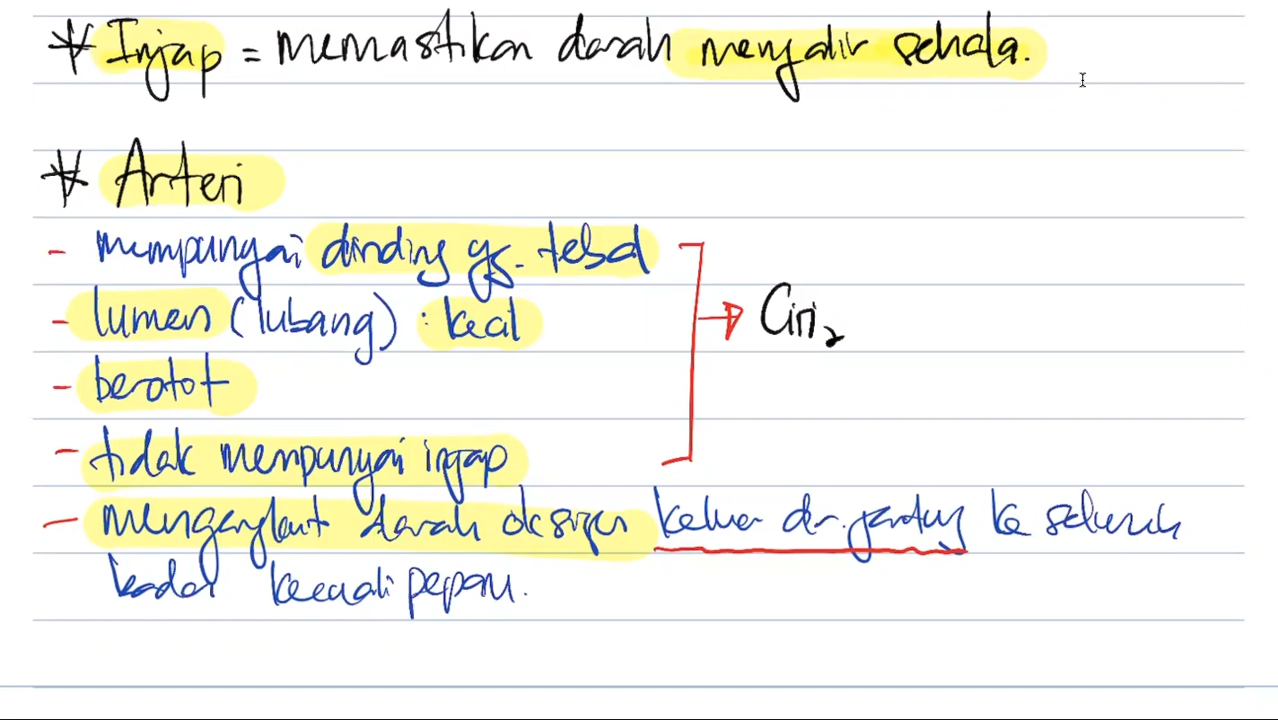 * Injap = memastikan darah mengalir sehala.
* Arteri
- mempunyai dinding yg. tebal
- lumen (lubang) : kecil
→ Ciri2
- berotot
- tidak mempunyai injap
- mengangkut darah oksigen keluar dr. jantung ke seluruh
badan kecuali peparu.